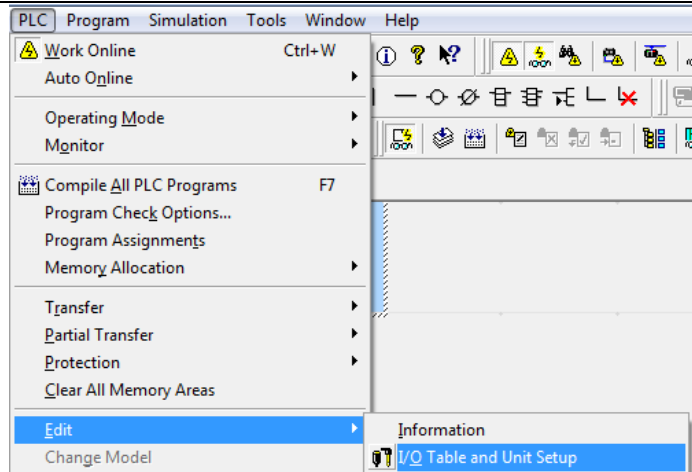 PLC Program Simulation Tools Window Help
Work Online Ctrl+W
Auto Online
Operating Mode
Monitor
Compile All PLC Programs F7
Program Check Options...
Program Assignments
Memory Allocation
Transfer
Partial Transfer
Protection
Clear All Memory Areas
Edit
Information
Change Model
I/O Table and Unit Setup